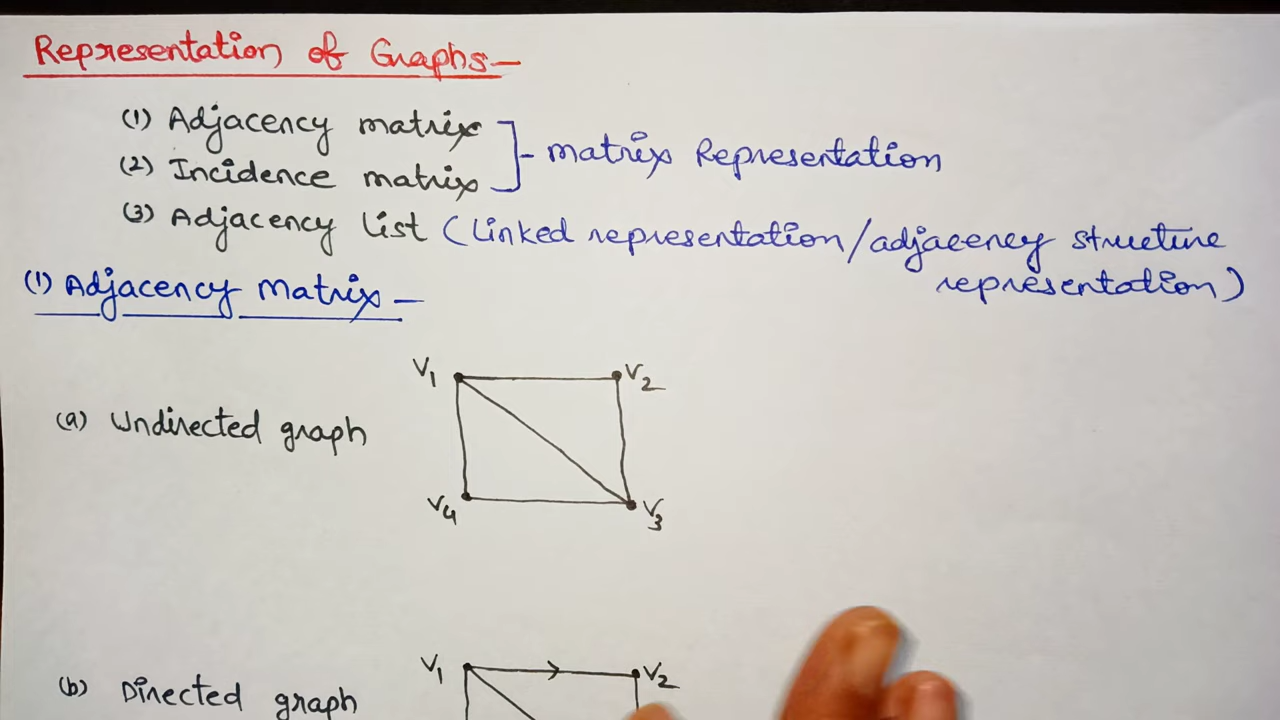 Representation of Graphs-
(1) Adjacency matrix
(2) Incidence matrix
- matrix Representation
(3) Adjacency list (linked representation/adjacency structure
representation)
(1) Adjacency matrix -
V1
V2
(a) Undirected graph
V4
V3
V1
V2
(b) Directed graph